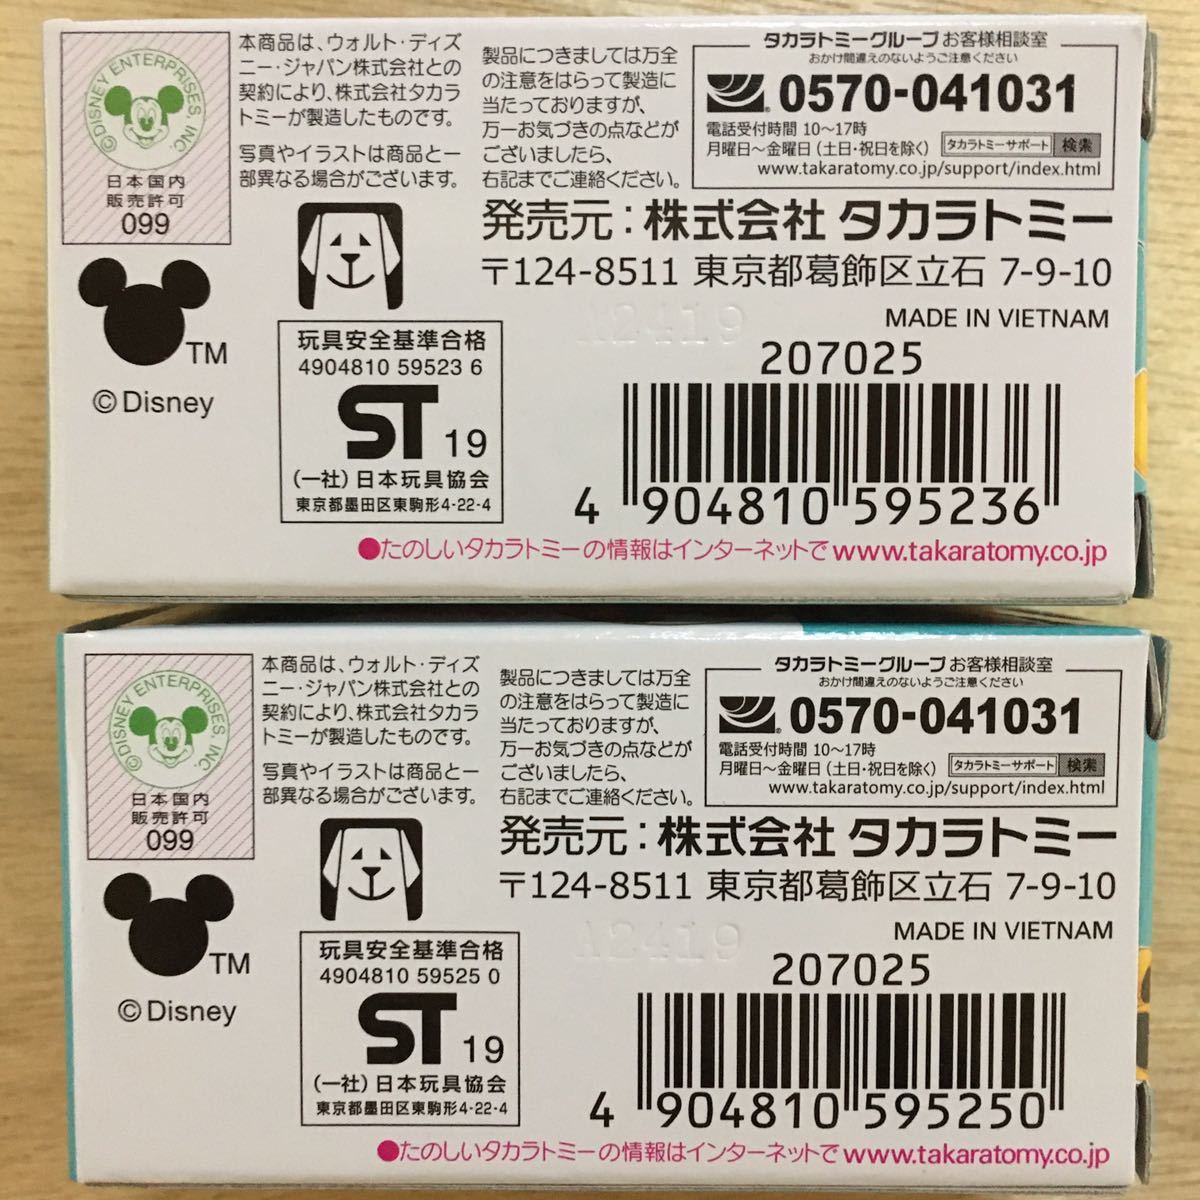 ©DISNEY ENTERPRISES, INC
日本国内
販売許可
099
TM
©Disney
本商品は、ウォルト・ディズ
ニー・ジャパン株式会社との
契約により、株式会社タカラ
トミーが製造したものです。
写真やイラストは商品と一
部異なる場合がございます。
玩具安全基準合格
4904810 59523 6
ST 19
(一社)日本玩具協会
東京都墨田区東駒形4-22-4
製品につきましては万全
の注意をはらって製造に
当たっておりますが、
万一お気づきの点などが
ございましたら、
右記までご連絡ください。
タカラトミーグループ お客様相談室
おかけ間違えのないようご注意ください
0570-041031
電話受付時間 10〜17時
月曜日〜金曜日(土日・祝日を除く) タカラトミーサポート 検索
www.takaratomy.co.jp/support/index.html
発売元:株式会社 タカラトミー
〒124-8511 東京都葛飾区立石 7-9-10
A2419
MADE IN VIETNAM
207025
4 904810 595236
●たのしいタカラトミーの情報はインターネットで www.takaratomy.co.jp
©DISNEY ENTERPRISES, INC
日本国内
販売許可
099
TM
©Disney
本商品は、ウォルト・ディズ
ニー・ジャパン株式会社との
契約により、株式会社タカラ
トミーが製造したものです。
写真やイラストは商品と一
部異なる場合がございます。
玩具安全基準合格
4904810 59525 0
ST 19
(一社)日本玩具協会
東京都墨田区東駒形4-22-4
製品につきましては万全
の注意をはらって製造に
当たっておりますが、
万一お気づきの点などが
ございましたら、
右記までご連絡ください。
タカラトミーグループ お客様相談室
おかけ間違えのないようご注意ください
0570-041031
電話受付時間 10〜17時
月曜日〜金曜日(土日・祝日を除く) タカラトミーサポート 検索
www.takaratomy.co.jp/support/index.html
発売元:株式会社 タカラトミー
〒124-8511 東京都葛飾区立石 7-9-10
A2419
MADE IN VIETNAM
207025
4 904810 595250
●たのしいタカラトミーの情報はインターネットで www.takaratomy.co.jp